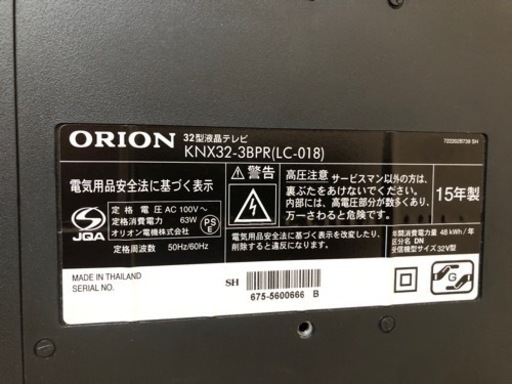 7222028739 SH
ORION
32型液晶テレビ
KNX32-3BPR(LC-018)
電気用品安全法に基づく表示
JQA
定格電圧 AC 100V~
定格消費電力 63W
オリオン電機株式会社
定格周波数 50Hz/60Hz
PSE
警告
高圧注意 サービスマン以外の方は、
裏ぶたをあけないでください。
内部には、高電圧部分が数多くあり、
万一さわると危険です。
電気用品安全法に基づく表示を改変したり、
削除すると違反になります。
15年製
年間消費電力量 48 kWh/年
区分名 DN
受信機型サイズ 32V型
MADE IN THAILAND
SERIAL NO.
SH 675-5600666 B
G